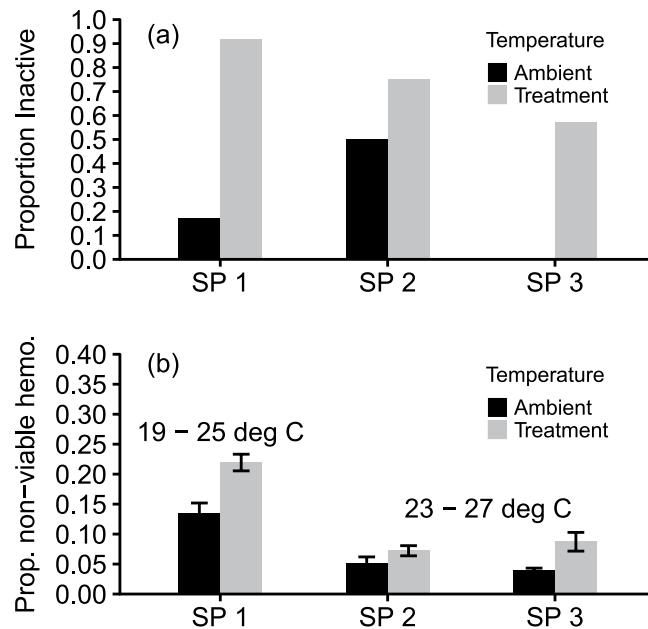 (a)
Temperature
Ambient
Treatment
Proportion Inactive
1.0
0.9
0.8
0.7
0.6
0.5
0.4
0.3
0.2
0.1
0.0
SP 1 SP 2 SP 3
(b)
Temperature
Ambient
Treatment
Prop. non−viable hemo.
0.40
0.35
0.30
0.25
0.20
0.15
0.10
0.05
0.00
19 − 25 deg C
23 − 27 deg C
SP 1 SP 2 SP 3